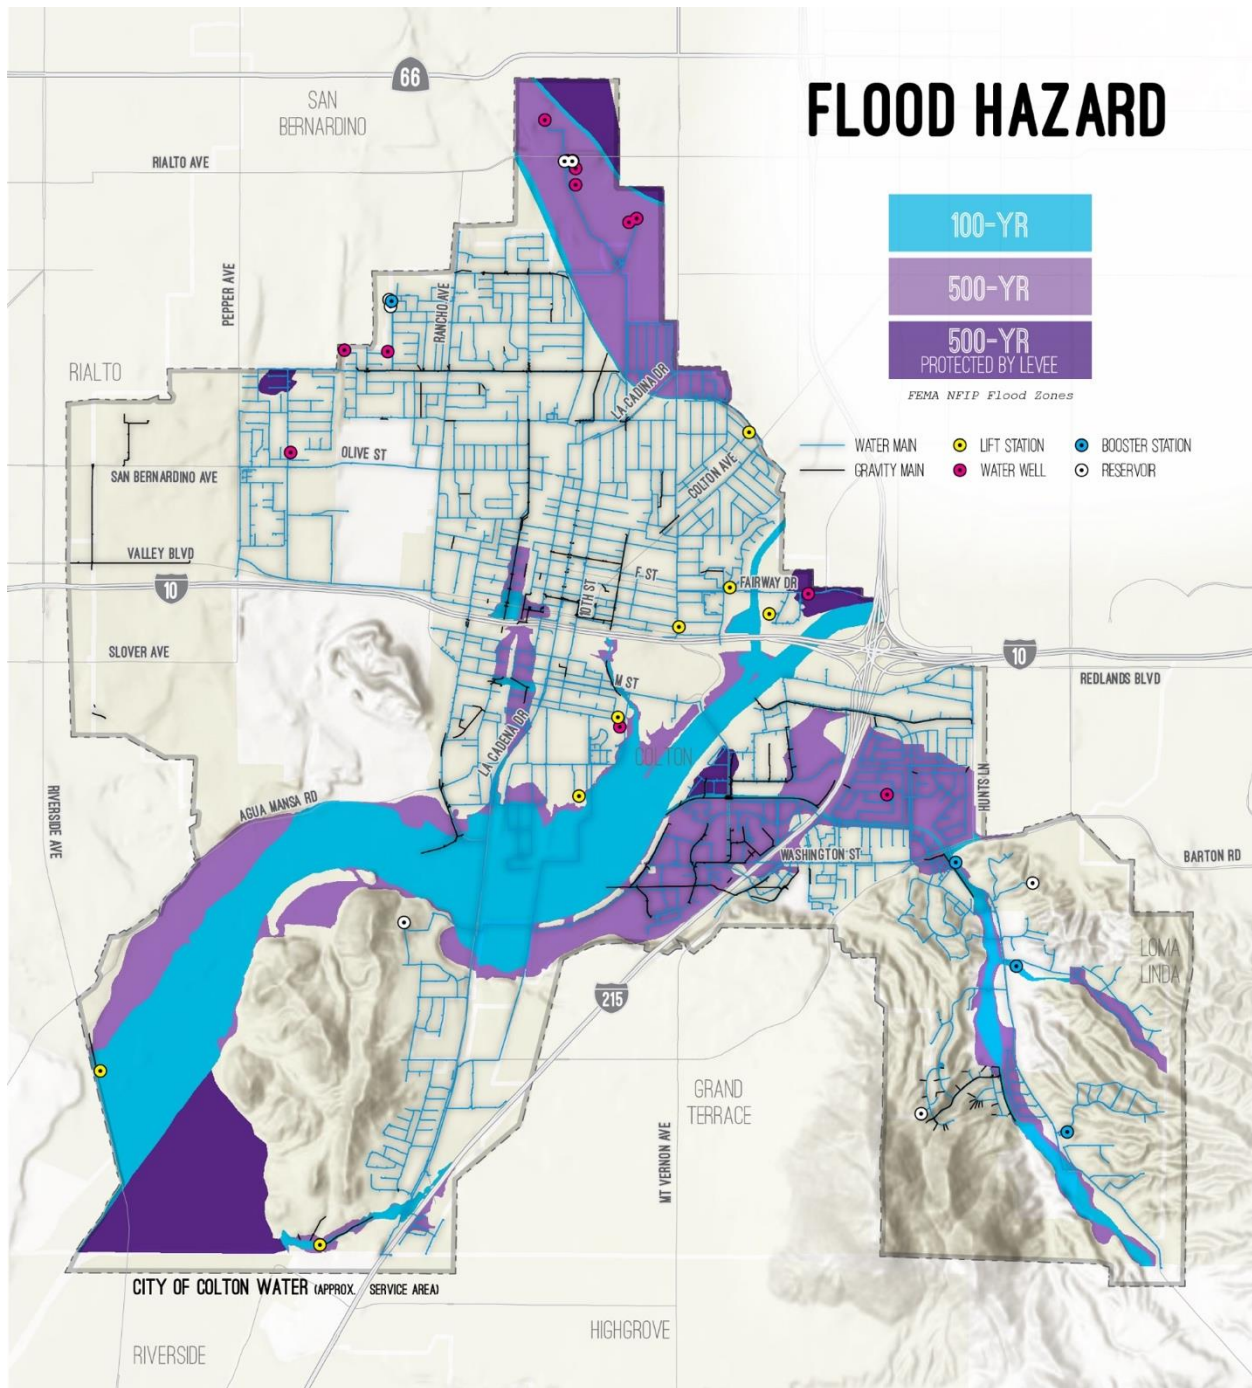 FLOOD HAZARD
100-YR
500-YR
500-YR
PROTECTED BY LEVEE
FEMA NFIP Flood Zones
WATER MAIN
GRAVITY MAIN
LIFT STATION
WATER WELL
BOOSTER STATION
RESERVOIR
66
SAN
BERNARDINO
RIALTO AVE
PEPPER AVE
RANCHO AVE
RIALTO
LA CADINA DR
OLIVE ST
SAN BERNARDINO AVE
COLTON AVE
VALLEY BLVD
10
F ST
10TH ST
FAIRWAY DR
SLOVER AVE
10
REDLANDS BLVD
M ST
LA CADENA DR
COLTON
HUNTS LN
RIVERSIDE AVE
AGUA MANSA RD
WASHINGTON ST
BARTON RD
LOMA
LINDA
215
GRAND
TERRACE
MT VERNON AVE
CITY OF COLTON WATER (APPROX. SERVICE AREA)
HIGHGROVE
RIVERSIDE